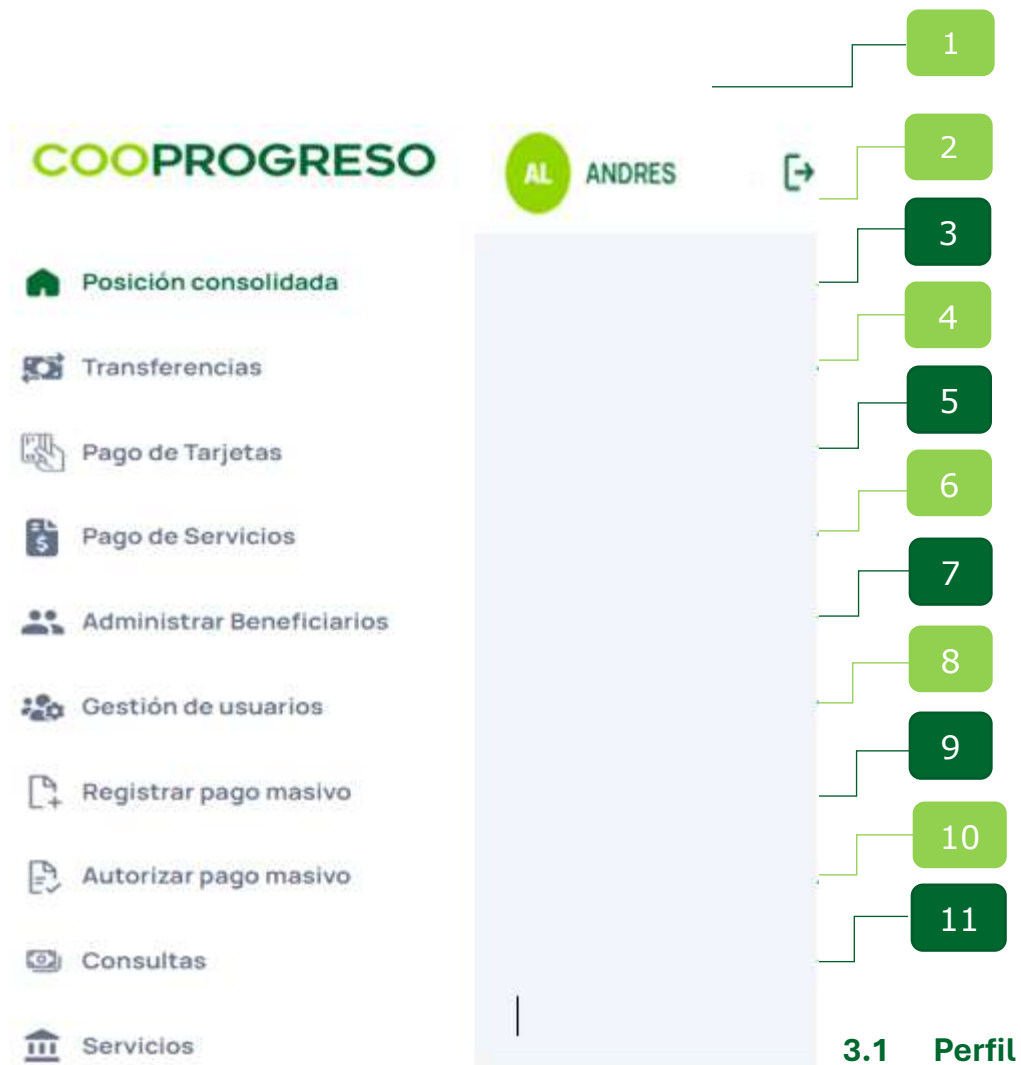 1
COOPROGRESO
AL ANDRES
2
3
Posición consolidada
4
Transferencias
5
Pago de Tarjetas
6
Pago de Servicios
7
Administrar Beneficiarios
8
Gestión de usuarios
9
Registrar pago masivo
10
Autorizar pago masivo
11
Consultas
Servicios
3.1 Perfil